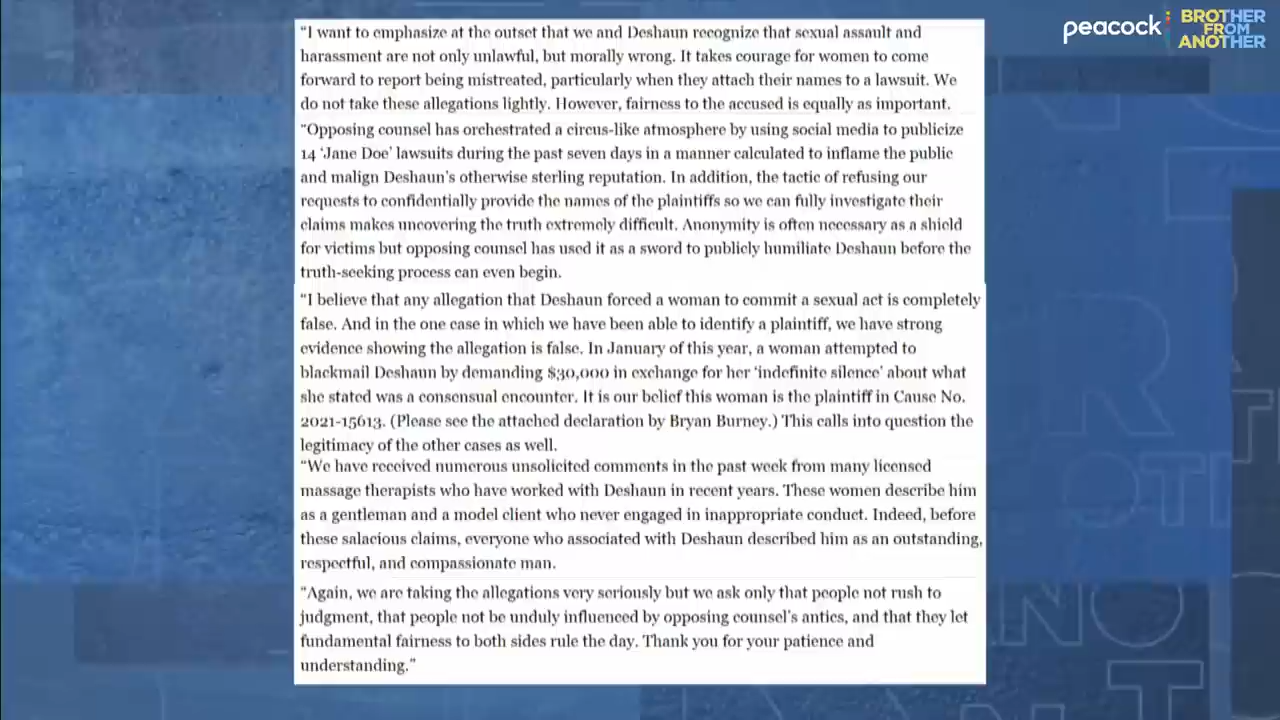 peacock
BROTHER
FROM
ANOTHER
"I want to emphasize at the outset that we and Deshaun recognize that sexual assault and
harassment are not only unlawful, but morally wrong. It takes courage for women to come
forward to report being mistreated, particularly when they attach their names to a lawsuit. We
do not take these allegations lightly. However, fairness to the accused is equally as important.
"Opposing counsel has orchestrated a circus-like atmosphere by using social media to publicize
14 'Jane Doe' lawsuits during the past seven days in a manner calculated to inflame the public
and malign Deshaun's otherwise sterling reputation. In addition, the tactic of refusing our
requests to confidentially provide the names of the plaintiffs so we can fully investigate their
claims makes uncovering the truth extremely difficult. Anonymity is often necessary as a shield
for victims but opposing counsel has used it as a sword to publicly humiliate Deshaun before the
truth-seeking process can even begin.
"I believe that any allegation that Deshaun forced a woman to commit a sexual act is completely
false. And in the one case in which we have been able to identify a plaintiff, we have strong
evidence showing the allegation is false. In January of this year, a woman attempted to
blackmail Deshaun by demanding $30,000 in exchange for her 'indefinite silence' about what
she stated was a consensual encounter. It is our belief this woman is the plaintiff in Cause No.
2021-15613. (Please see the attached declaration by Bryan Burney.) This calls into question the
legitimacy of the other cases as well.
"We have received numerous unsolicited comments in the past week from many licensed
massage therapists who have worked with Deshaun in recent years. These women describe him
as a gentleman and a model client who never engaged in inappropriate conduct. Indeed, before
these salacious claims, everyone who associated with Deshaun described him as an outstanding,
respectful, and compassionate man.
"Again, we are taking the allegations very seriously but we ask only that people not rush to
judgment, that people not be unduly influenced by opposing counsel's antics, and that they let
fundamental fairness to both sides rule the day. Thank you for your patience and
understanding."